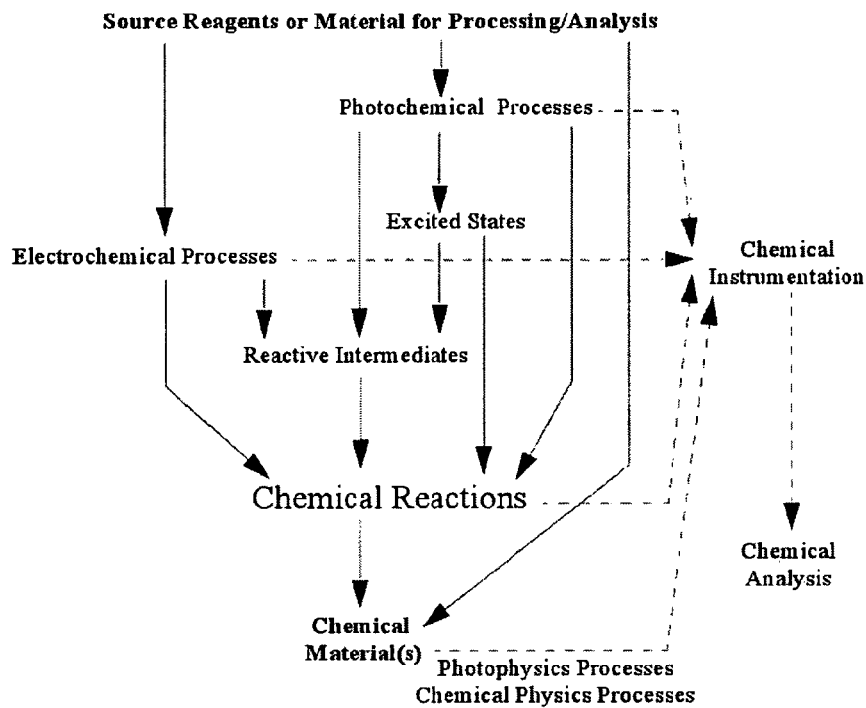 Source Reagents or Material for Processing/Analysis
Photochemical Processes
Excited States
Electrochemical Processes
Chemical
Instrumentation
Reactive Intermediates
Chemical Reactions
Chemical
Analysis
Chemical
Material(s)
Photophysics Processes
Chemical Physics Processes